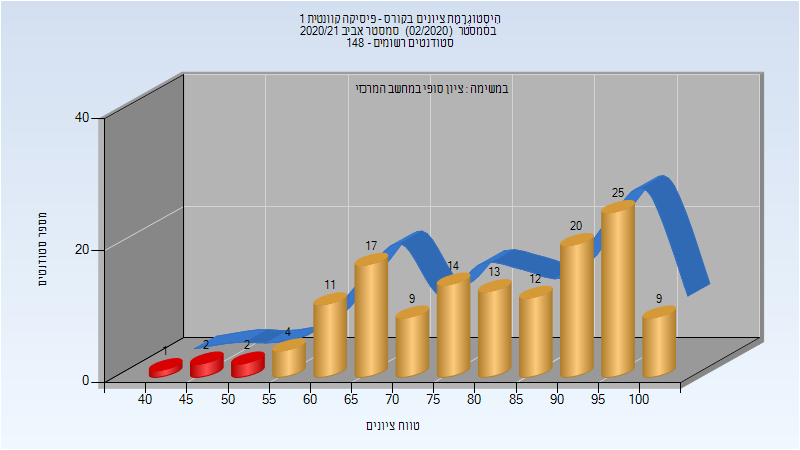 היסטוגרמת ציונים בקורס - פיסיקה קוונטית 1
בסמסטר (02/2020) סמסטר אביב 2020/21
סטודנטים רשומים - 148
במשימה : ציון סופי במחשב המרכזי
מספר סטודנטים
40
20
0
1
2
2
4
11
17
9
14
13
12
20
25
9
40 45 50 55 60 65 70 75 80 85 90 95 100
טווח ציונים